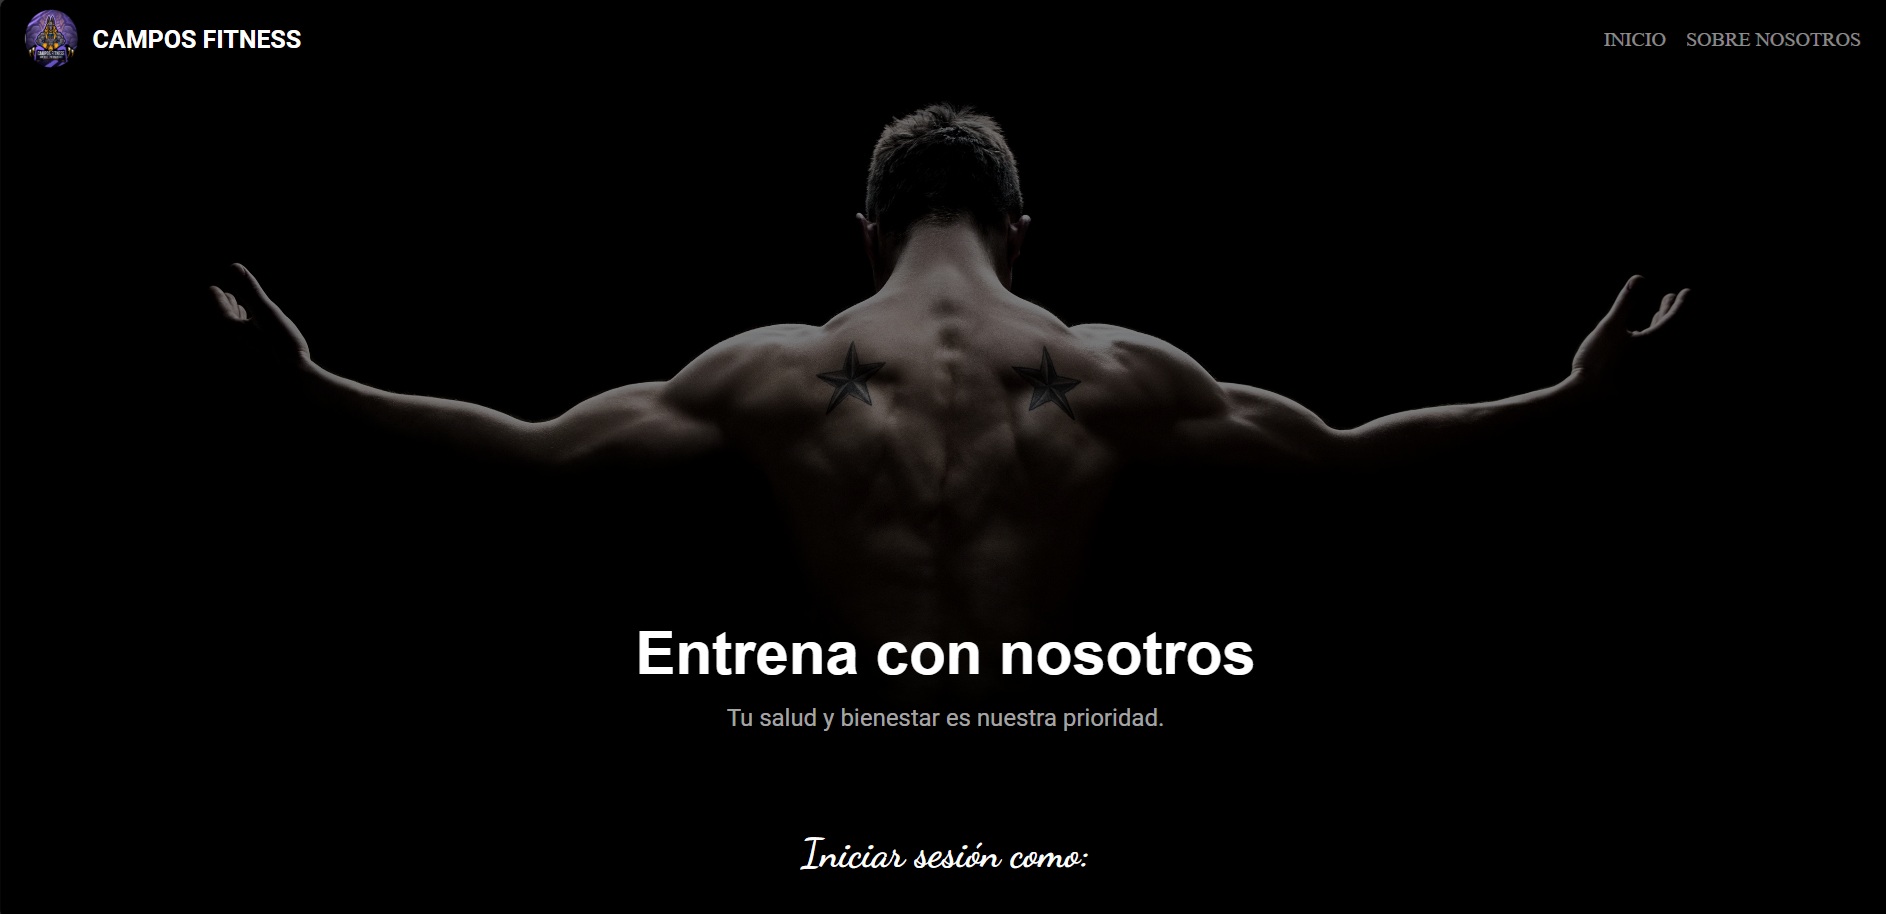 CAMPOS FITNESS
INICIO SOBRE NOSOTROS
Entrena con nosotros
Tu salud y bienestar es nuestra prioridad.
Iniciar sesión como: